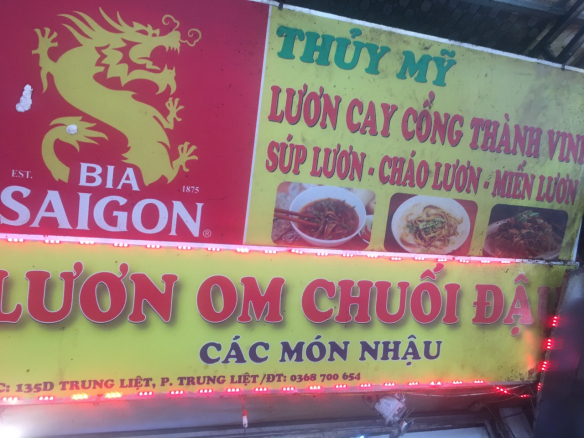 THỦY MỸ
LƯƠN CAY CỔNG THÀNH VINH
SÚP LƯƠN - CHÁO LƯƠN - MIẾN LƯƠN
EST. 1875
BIA
SAIGON ®
LƯƠN OM CHUỐI ĐẬU
CÁC MÓN NHẬU
C: 135D TRUNG LIỆT, P. TRUNG LIỆT /ĐT: 0368 700 654